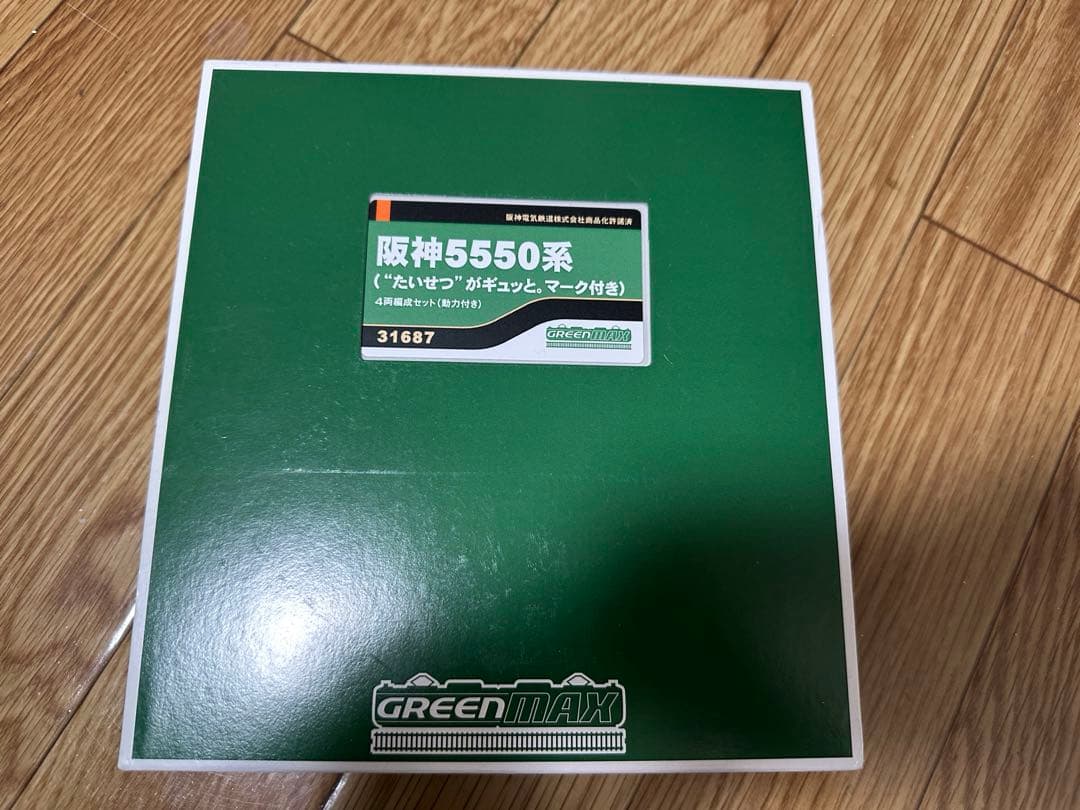 阪神電気鉄道株式会社商品化許諾済
阪神5550系
(“たいせつ”がギュッと。マーク付き)
4両編成セット(動力付き)
31687
GREENMAX
GREENMAX